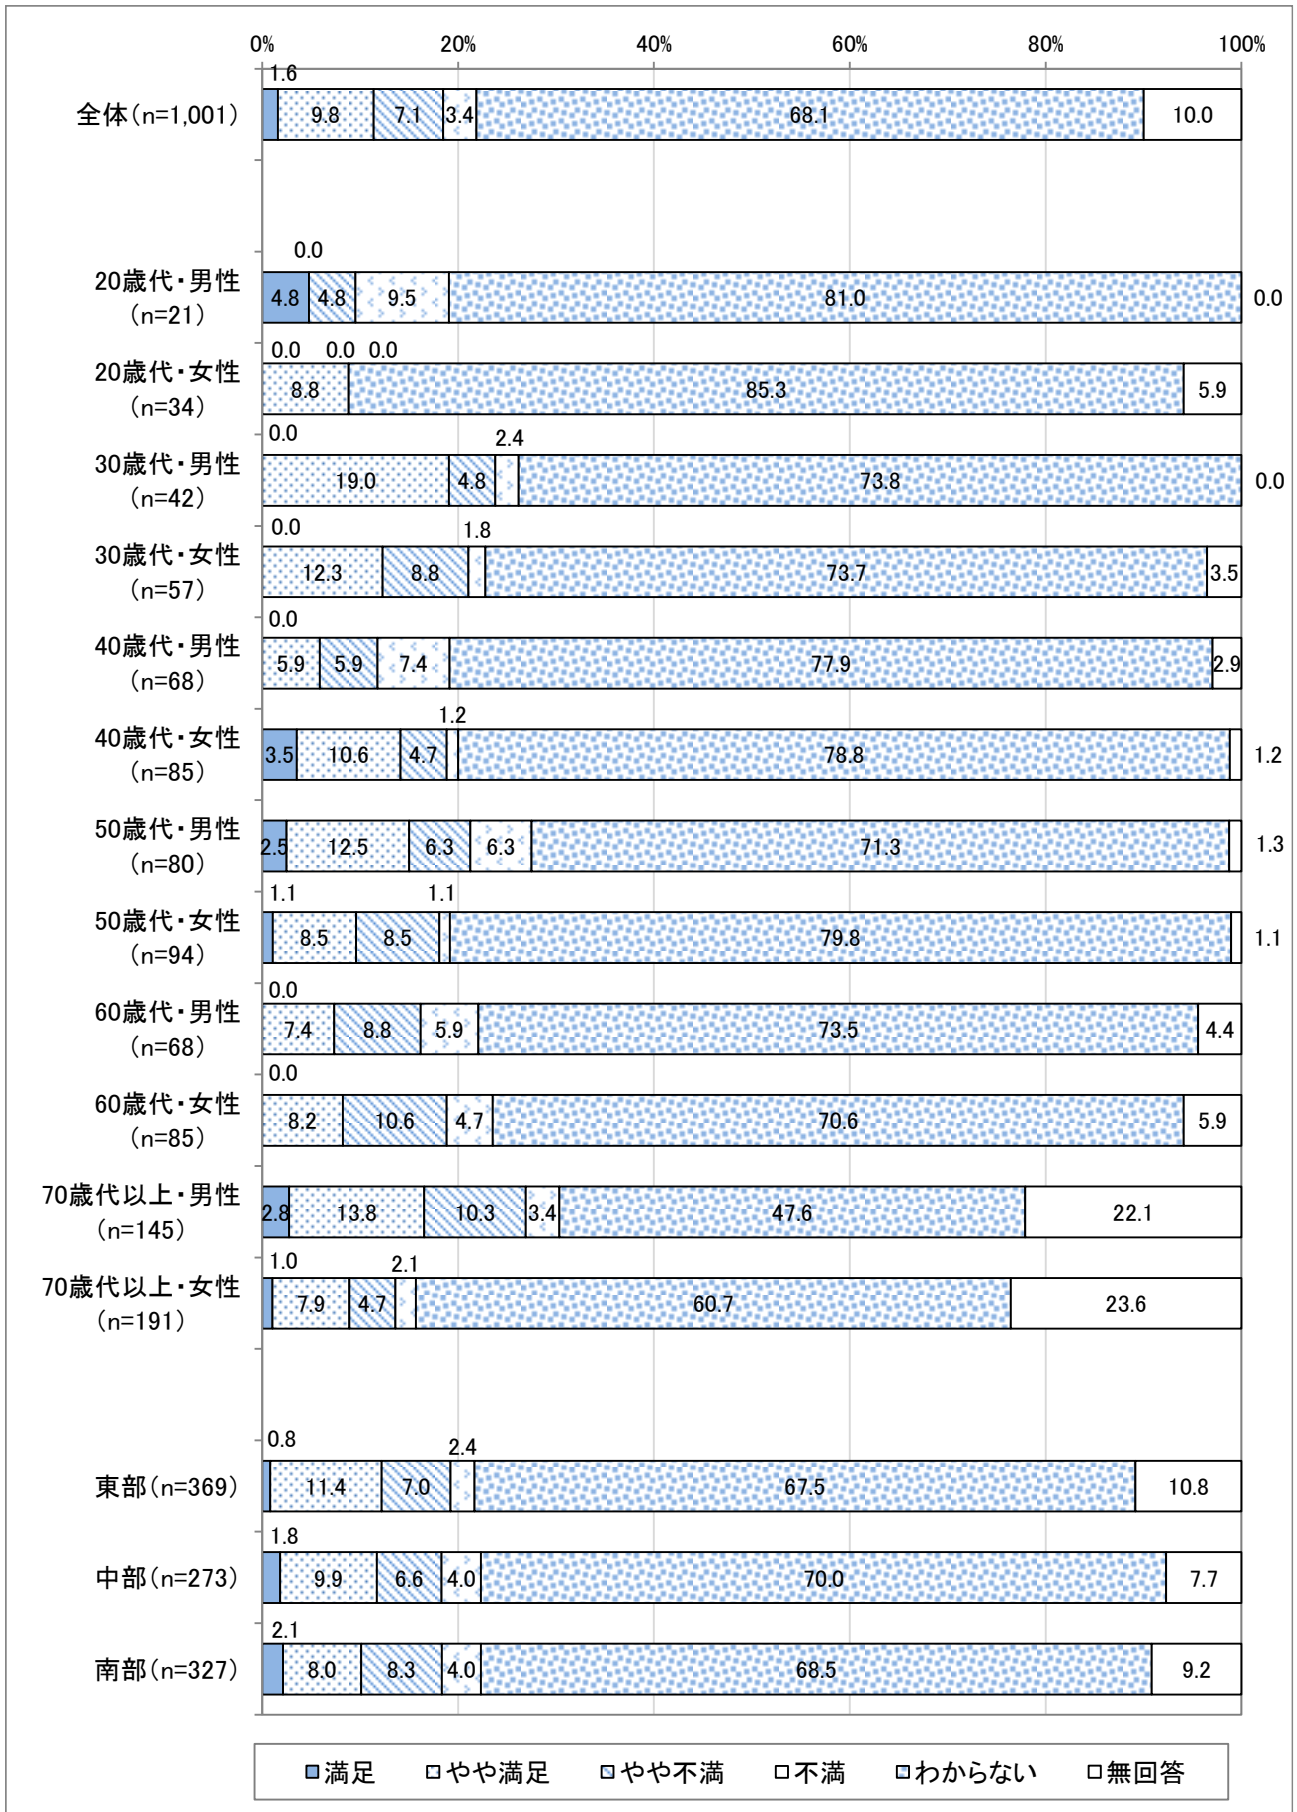 0% 20% 40% 60% 80% 100%
1.6
全体(n=1,001) 9.8 7.1 3.4 68.1 10.0
0.0
20歳代・男性
(n=21)
4.8 4.8 9.5 81.0 0.0
0.0 0.0 0.0
20歳代・女性
(n=34)
8.8 85.3 5.9
0.0 2.4
30歳代・男性
(n=42)
19.0 4.8 73.8 0.0
0.0 1.8
30歳代・女性
(n=57)
12.3 8.8 73.7 3.5
0.0
40歳代・男性
(n=68)
5.9 5.9 7.4 77.9 2.9
1.2
40歳代・女性
(n=85)
3.5 10.6 4.7 78.8 1.2
50歳代・男性
(n=80)
2.5 12.5 6.3 6.3 71.3 1.3
1.1 1.1
50歳代・女性
(n=94)
8.5 8.5 79.8 1.1
0.0
60歳代・男性
(n=68)
7.4 8.8 5.9 73.5 4.4
0.0
60歳代・女性
(n=85)
8.2 10.6 4.7 70.6 5.9
70歳代以上・男性
(n=145)
2.8 13.8 10.3 3.4 47.6 22.1
1.0 2.1
70歳代以上・女性
(n=191)
7.9 4.7 60.7 23.6
0.8 2.4
東部(n=369) 11.4 7.0 67.5 10.8
1.8
中部(n=273) 9.9 6.6 4.0 70.0 7.7
2.1
南部(n=327) 8.0 8.3 4.0 68.5 9.2
満足 やや満足 やや不満 不満 わからない 無回答